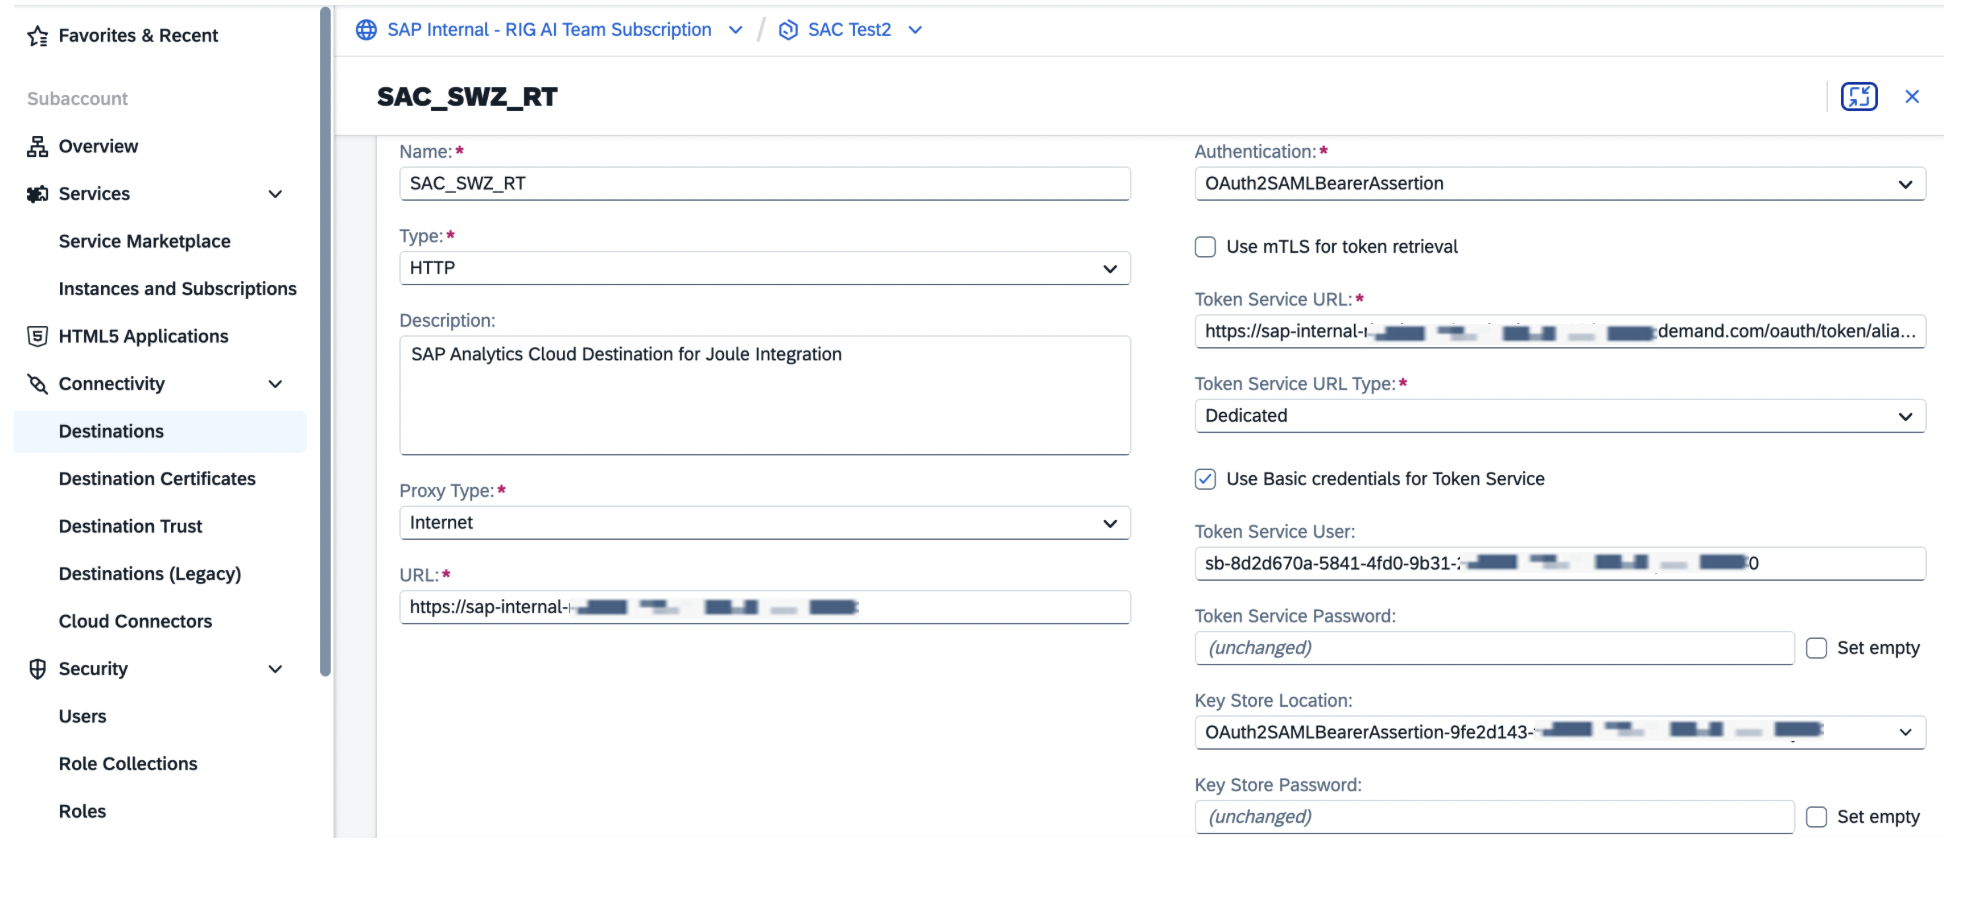 Favorites & Recent
Subaccount
Overview
Services
Service Marketplace
Instances and Subscriptions
HTML5 Applications
Connectivity
Destinations
Destination Certificates
Destination Trust
Destinations (Legacy)
Cloud Connectors
Security
Users
Role Collections
Roles
SAP Internal - RIG AI Team Subscription / SAC Test2
SAC_SWZ_RT
Name:*
SAC_SWZ_RT
Type:*
HTTP
Description:
SAP Analytics Cloud Destination for Joule Integration
Proxy Type:*
Internet
URL:*
https://sap-internal-
Authentication:*
OAuth2SAMLBearerAssertion
Use mTLS for token retrieval
Token Service URL:*
https://sap-internal- demand.com/oauth/token/alia...
Token Service URL Type:*
Dedicated
Use Basic credentials for Token Service
Token Service User:
sb-8d2d670a-5841-4fd0-9b31- 0
Token Service Password:
(unchanged) Set empty
Key Store Location:
OAuth2SAMLBearerAssertion-9fe2d143-
Key Store Password:
(unchanged) Set empty